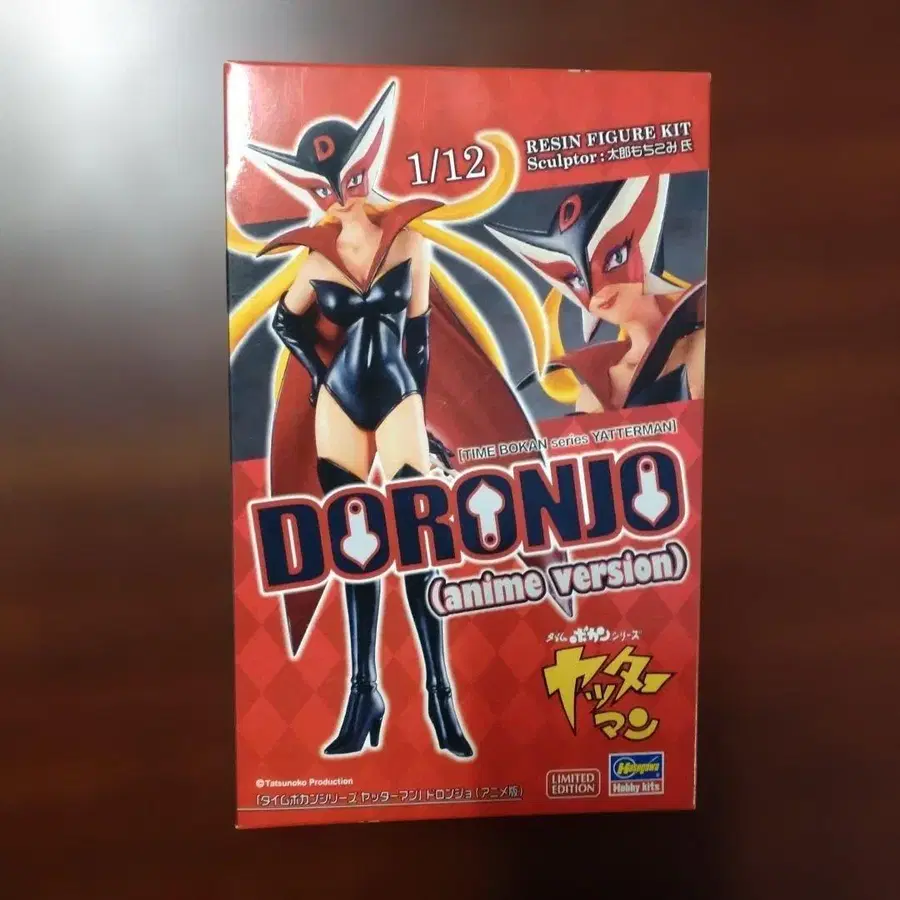 D
1/12
RESIN FIGURE KIT
Sculptor : 太郎もちこみ 氏
D
[TIME BOKAN series YATTERMAN]
DORONJO
(anime version)
タイムボカンシリーズ
ヤッター
マン
©Tatsunoko Production
「タイムボカンシリーズ ヤッターマン」ドロンジョ(アニメ版)
LIMITED
EDITION
Hasegawa
Hobby kits